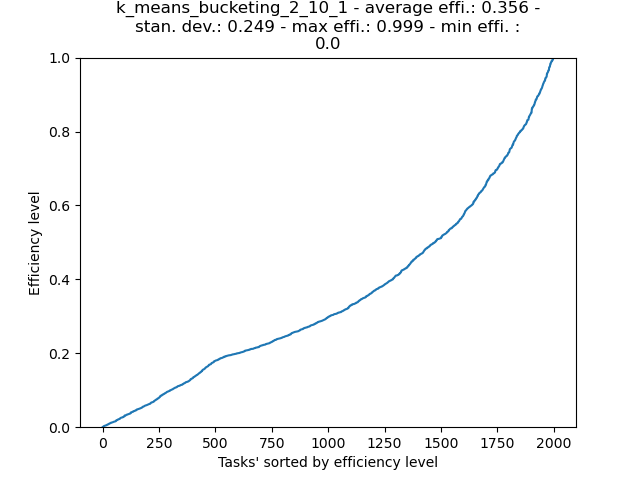 k_means_bucketing_2_10_1 - average effi.: 0.356 -
stan. dev.: 0.249 - max effi.: 0.999 - min effi. :
0.0
1.0
0.8
0.6
0.4
0.2
0.0
Efficiency level
0 250 500 750 1000 1250 1500 1750 2000
Tasks' sorted by efficiency level